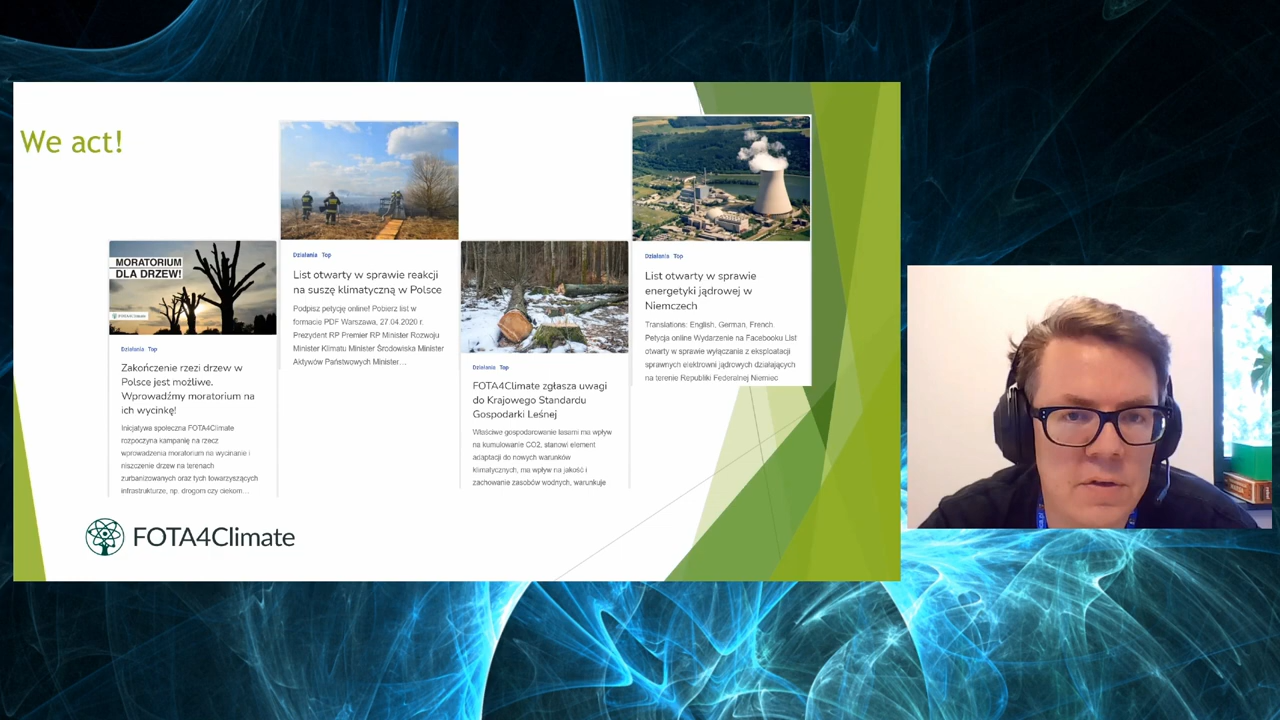 We act!
MORATORIUM
DLA DRZEW!
FOTA4Climate
Działania Top
Zakończenie rzezi drzew w
Polsce jest możliwe.
Wprowadźmy moratorium na
ich wycinkę!
Inicjatywa społeczna FOTA4Climate
rozpoczyna kampanię na rzecz
wprowadzenia moratorium na wycinanie i
niszczenie drzew na terenach
zurbanizowanych oraz tych towarzyszących
infrastrukturze, np. drogom czy ciekom...
Działania Top
List otwarty w sprawie reakcji
na suszę klimatyczną w Polsce
Podpisz petycję online! Pobierz list w
formacie PDF Warszawa, 27.04.2020 r.
Prezydent RP Premier RP Minister Rozwoju
Minister Klimatu Minister Środowiska Minister
Aktywów Państwowych Minister...
Działania Top
FOTA4Climate zgłasza uwagi
do Krajowego Standardu
Gospodarki Leśnej
Właściwe gospodarowanie lasami ma wpływ
na kumulowanie CO2, stanowi element
adaptacji do nowych warunków
klimatycznych, ma wpływ na jakość i
zachowanie zasobów wodnych, warunkuje
Działania Top
List otwarty w sprawie
energetyki jądrowej w
Niemczech
Translations: English, German, French
Petycja online Wydarzenie na Facebooku List
otwarty w sprawie wyłączania z eksploatacji
sprawnych elektrowni jądrowych działających
na terenie Republiki Federalnej Niemiec
FOTA4Climate